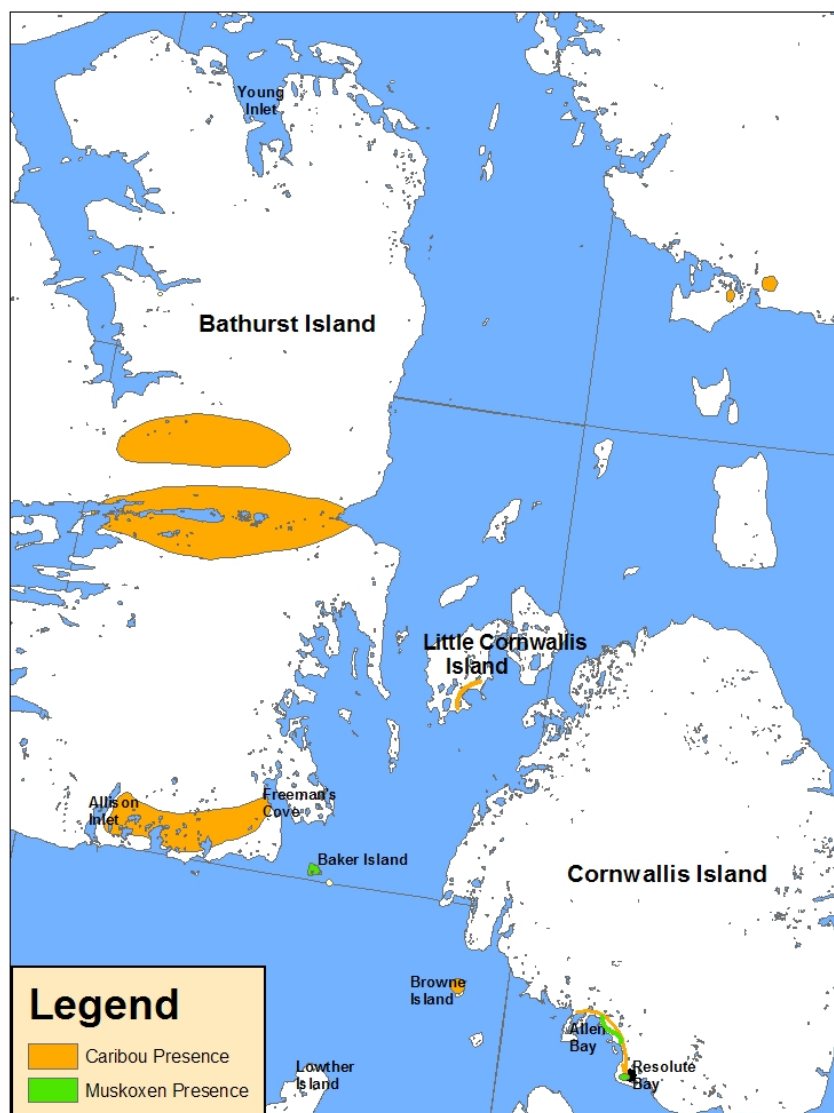 Young
Inlet
Bathurst Island
Little Cornwallis
Island
Allison
Inlet
Freeman's
Cove
Baker Island
Cornwallis Island
Browne
Island
Allen
Bay
Lowther
Island
Resolute
Bay
Legend
Caribou Presence
Muskoxen Presence